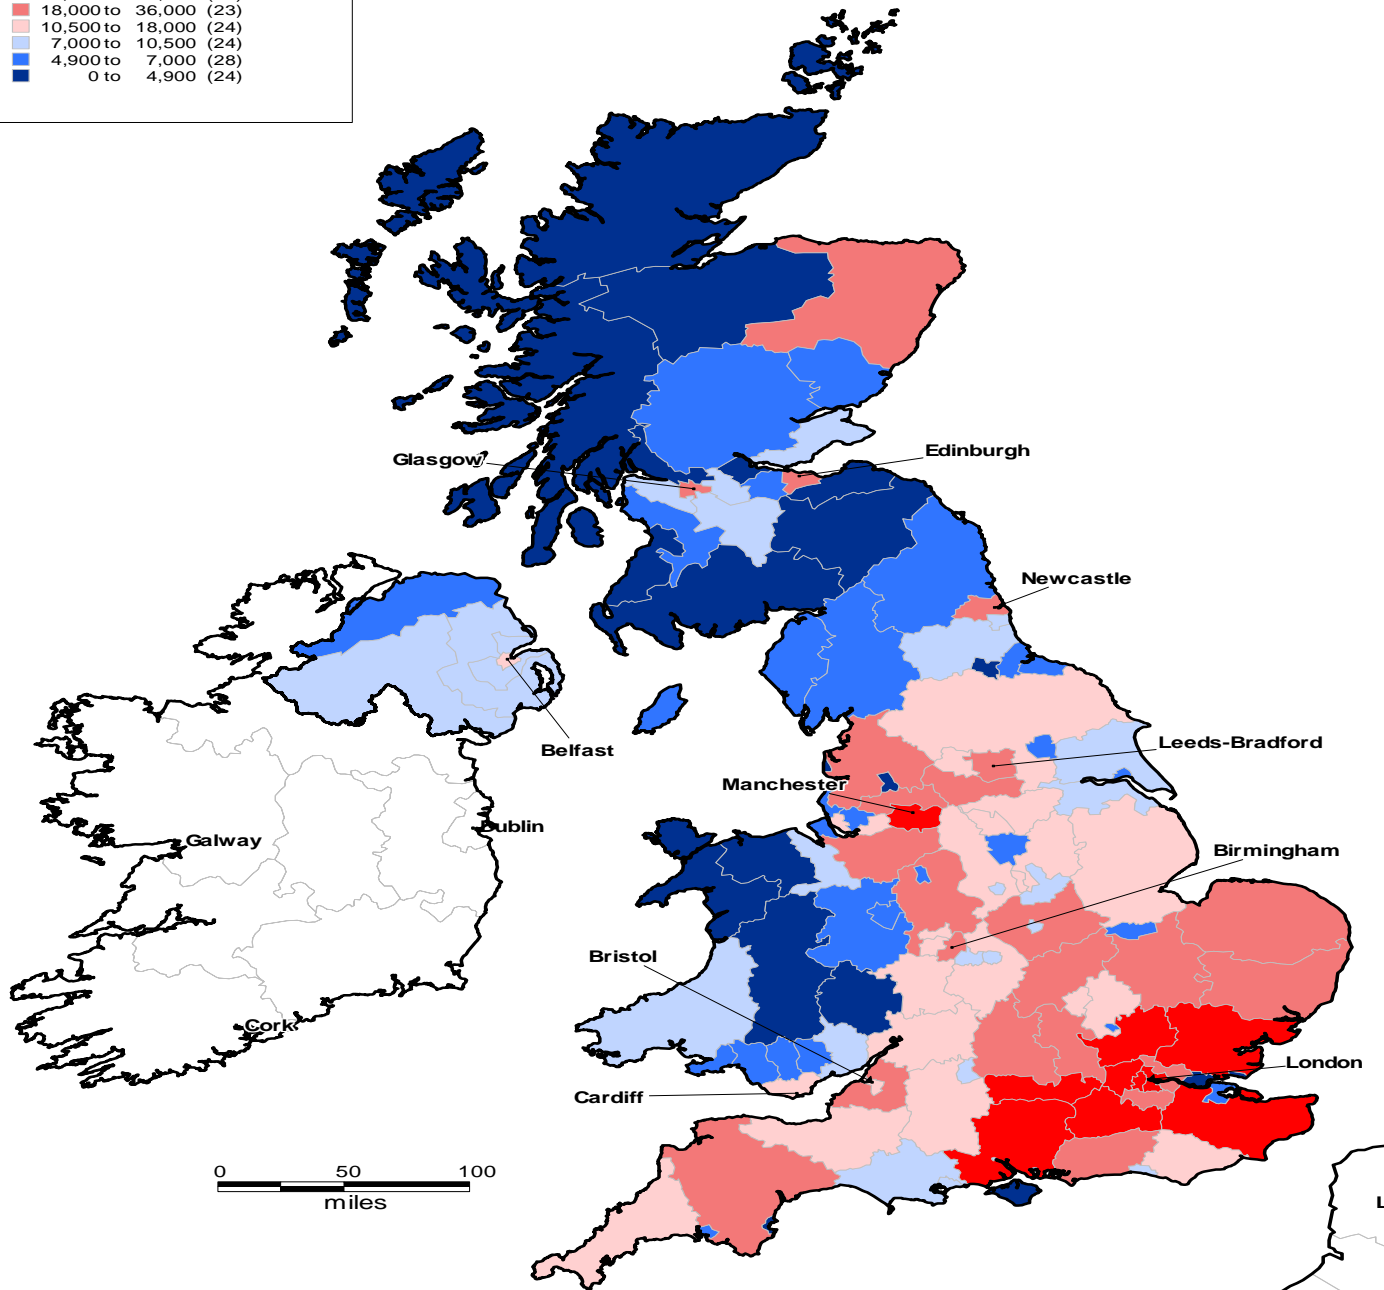 18,000 to 36,000 (23)
10,500 to 18,000 (24)
7,000 to 10,500 (24)
4,900 to 7,000 (28)
0 to 4,900 (24)
Glasgow
Edinburgh
Newcastle
Belfast
Leeds-Bradford
Manchester
Dublin
Galway
Birmingham
Bristol
Cork
London
Cardiff
0 50 100
miles
L